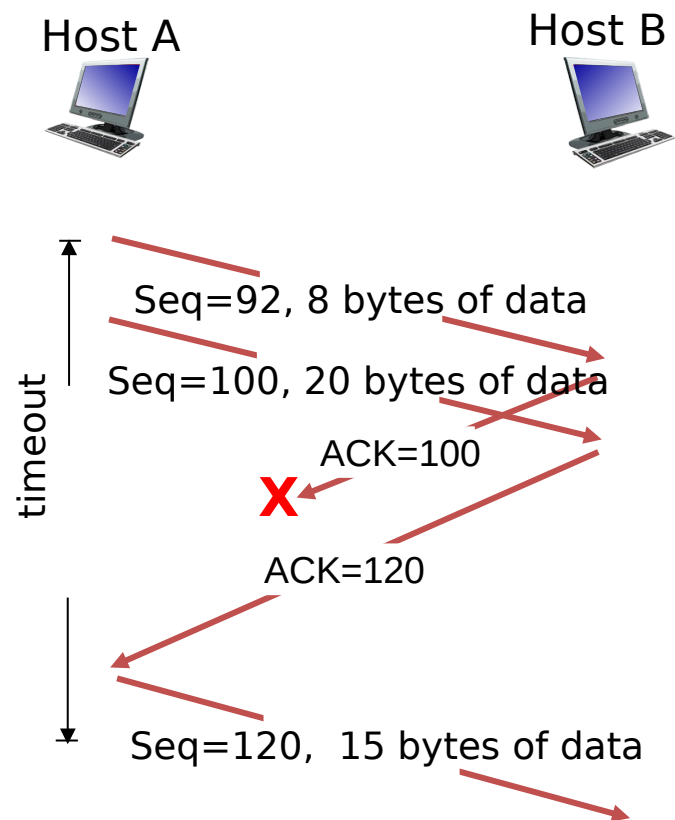 Host A
Host B
Seq=92, 8 bytes of data
Seq=100, 20 bytes of data
timeout
ACK=100
X
ACK=120
Seq=120,  15 bytes of data